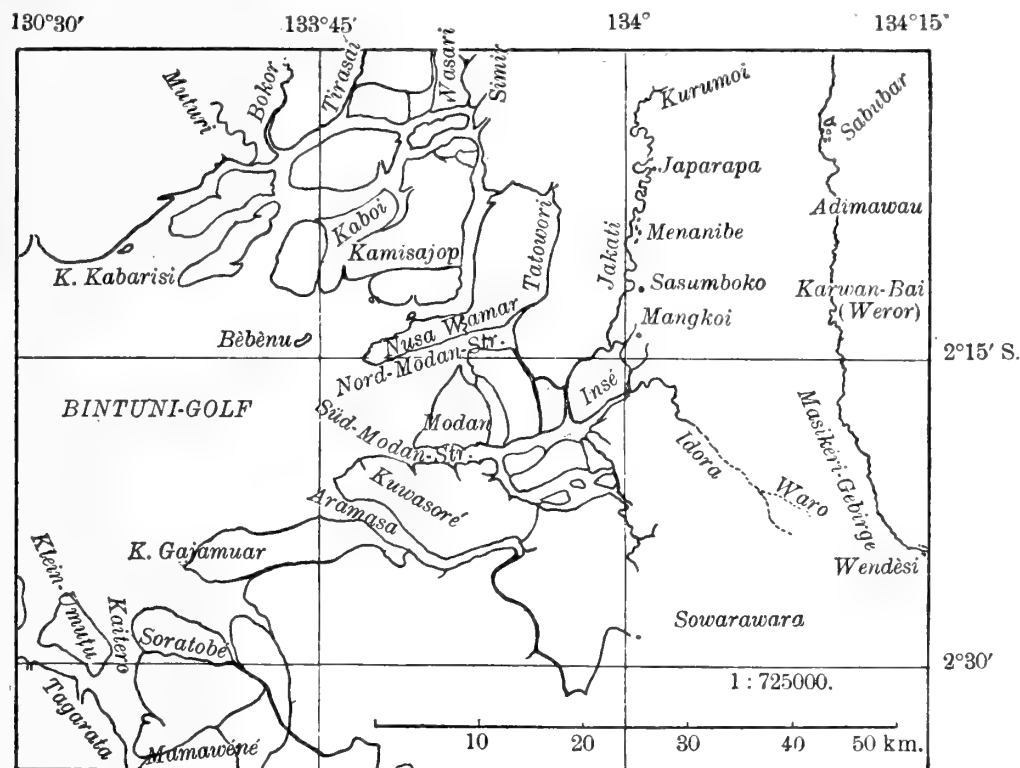 130°30′ 133°45′ 134° 134°15′
Muturi
Bokor
Tirasai
Wasari
Simir
Kurumoi
Sabubar
Japarapa
Adimawau
Kaboi
Tatowori
Jakati
Menanibe
Kamisajop
K. Kabarisi
Sasumboko
Karwan-Bai
(Weror)
Mangkoi
Nusa Wamar
Bèbènu
Nord-Modan-Str.
2°15′ S.
BINTUNI-GOLF
Insé
Süd-Modan-Str.
Modan
Masikèri-Gebirge
Idora
Waro
Kuwasoré
Aramasa
K. Gajamuar
Wendèsi
Klein-Umutu
Kaitero
Soratobé
Sowarawara
2°30′
1 : 725000.
Tagarata
Mamawéné
10 20 30 40 50 km.